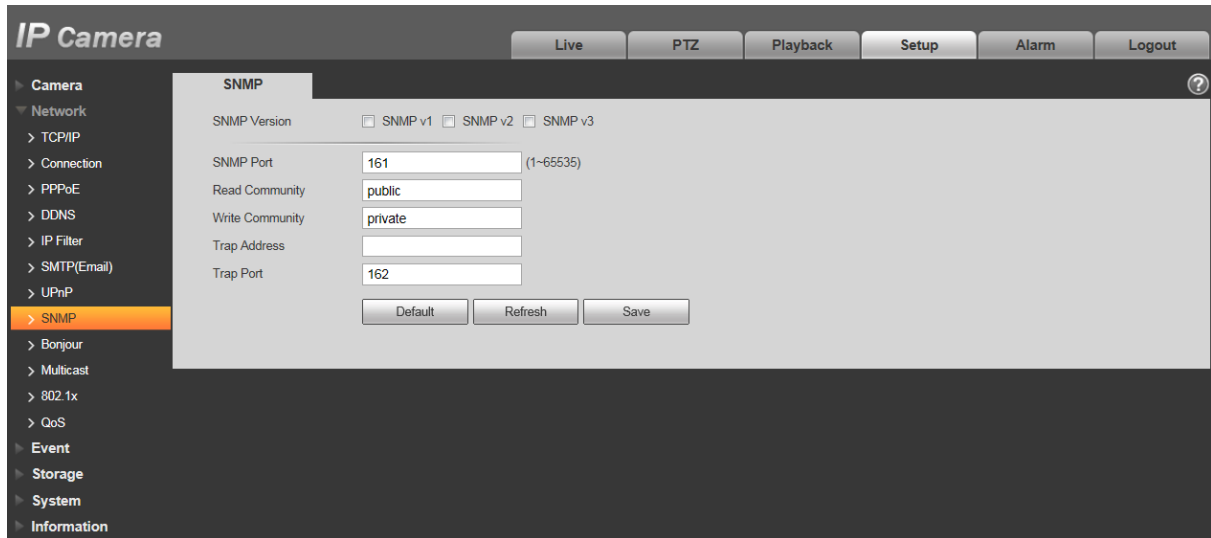 IP Camera
Live PTZ Playback Setup Alarm Logout
Camera
Network
> TCP/IP
> Connection
> PPPoE
> DDNS
> IP Filter
> SMTP(Email)
> UPnP
> SNMP
> Bonjour
> Multicast
> 802.1x
> QoS
Event
Storage
System
Information
SNMP
?
SNMP Version SNMP v1 SNMP v2 SNMP v3
SNMP Port 161 (1~65535)
Read Community public
Write Community private
Trap Address
Trap Port 162
Default Refresh Save